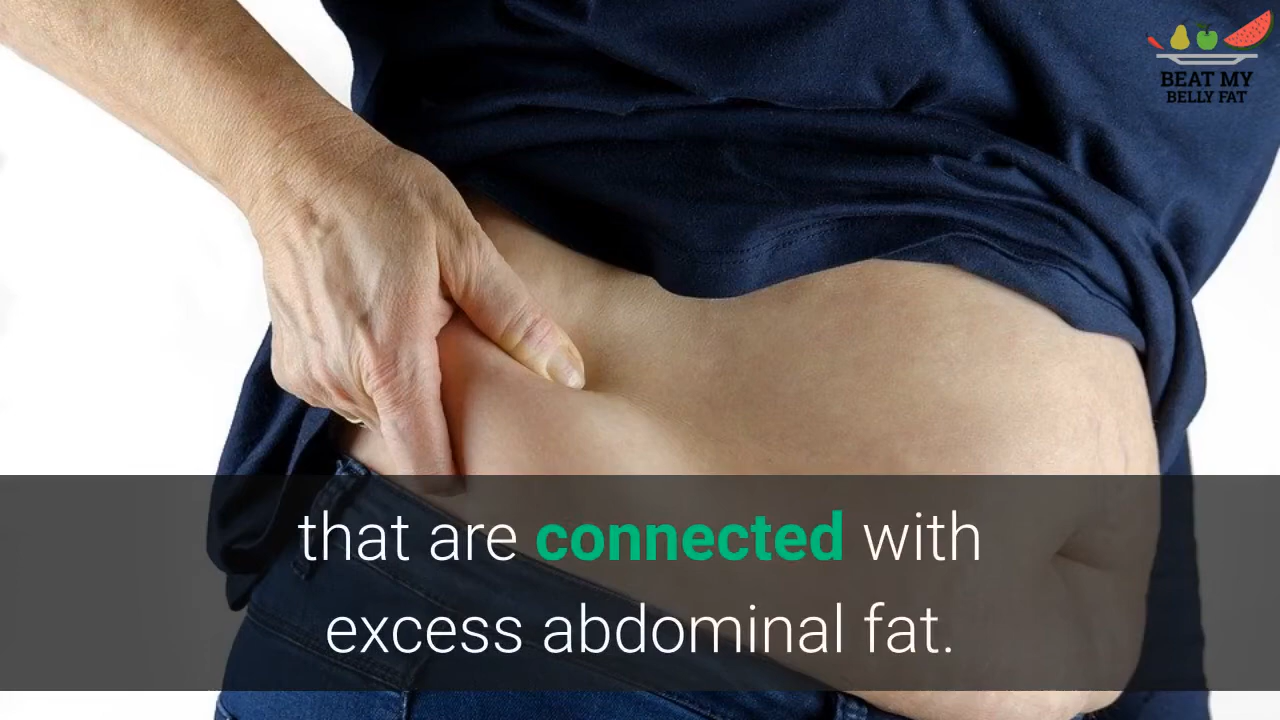 BEAT MY
BELLY FAT
that are connected with
excess abdominal fat.